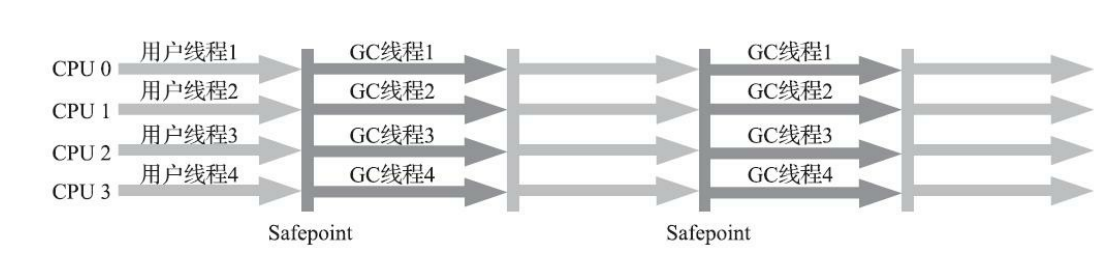 用户线程1 GC线程1 GC线程1
CPU 0
用户线程2 GC线程2 GC线程2
CPU 1
用户线程3 GC线程3 GC线程3
CPU 2
用户线程4 GC线程4 GC线程4
CPU 3
Safepoint Safepoint